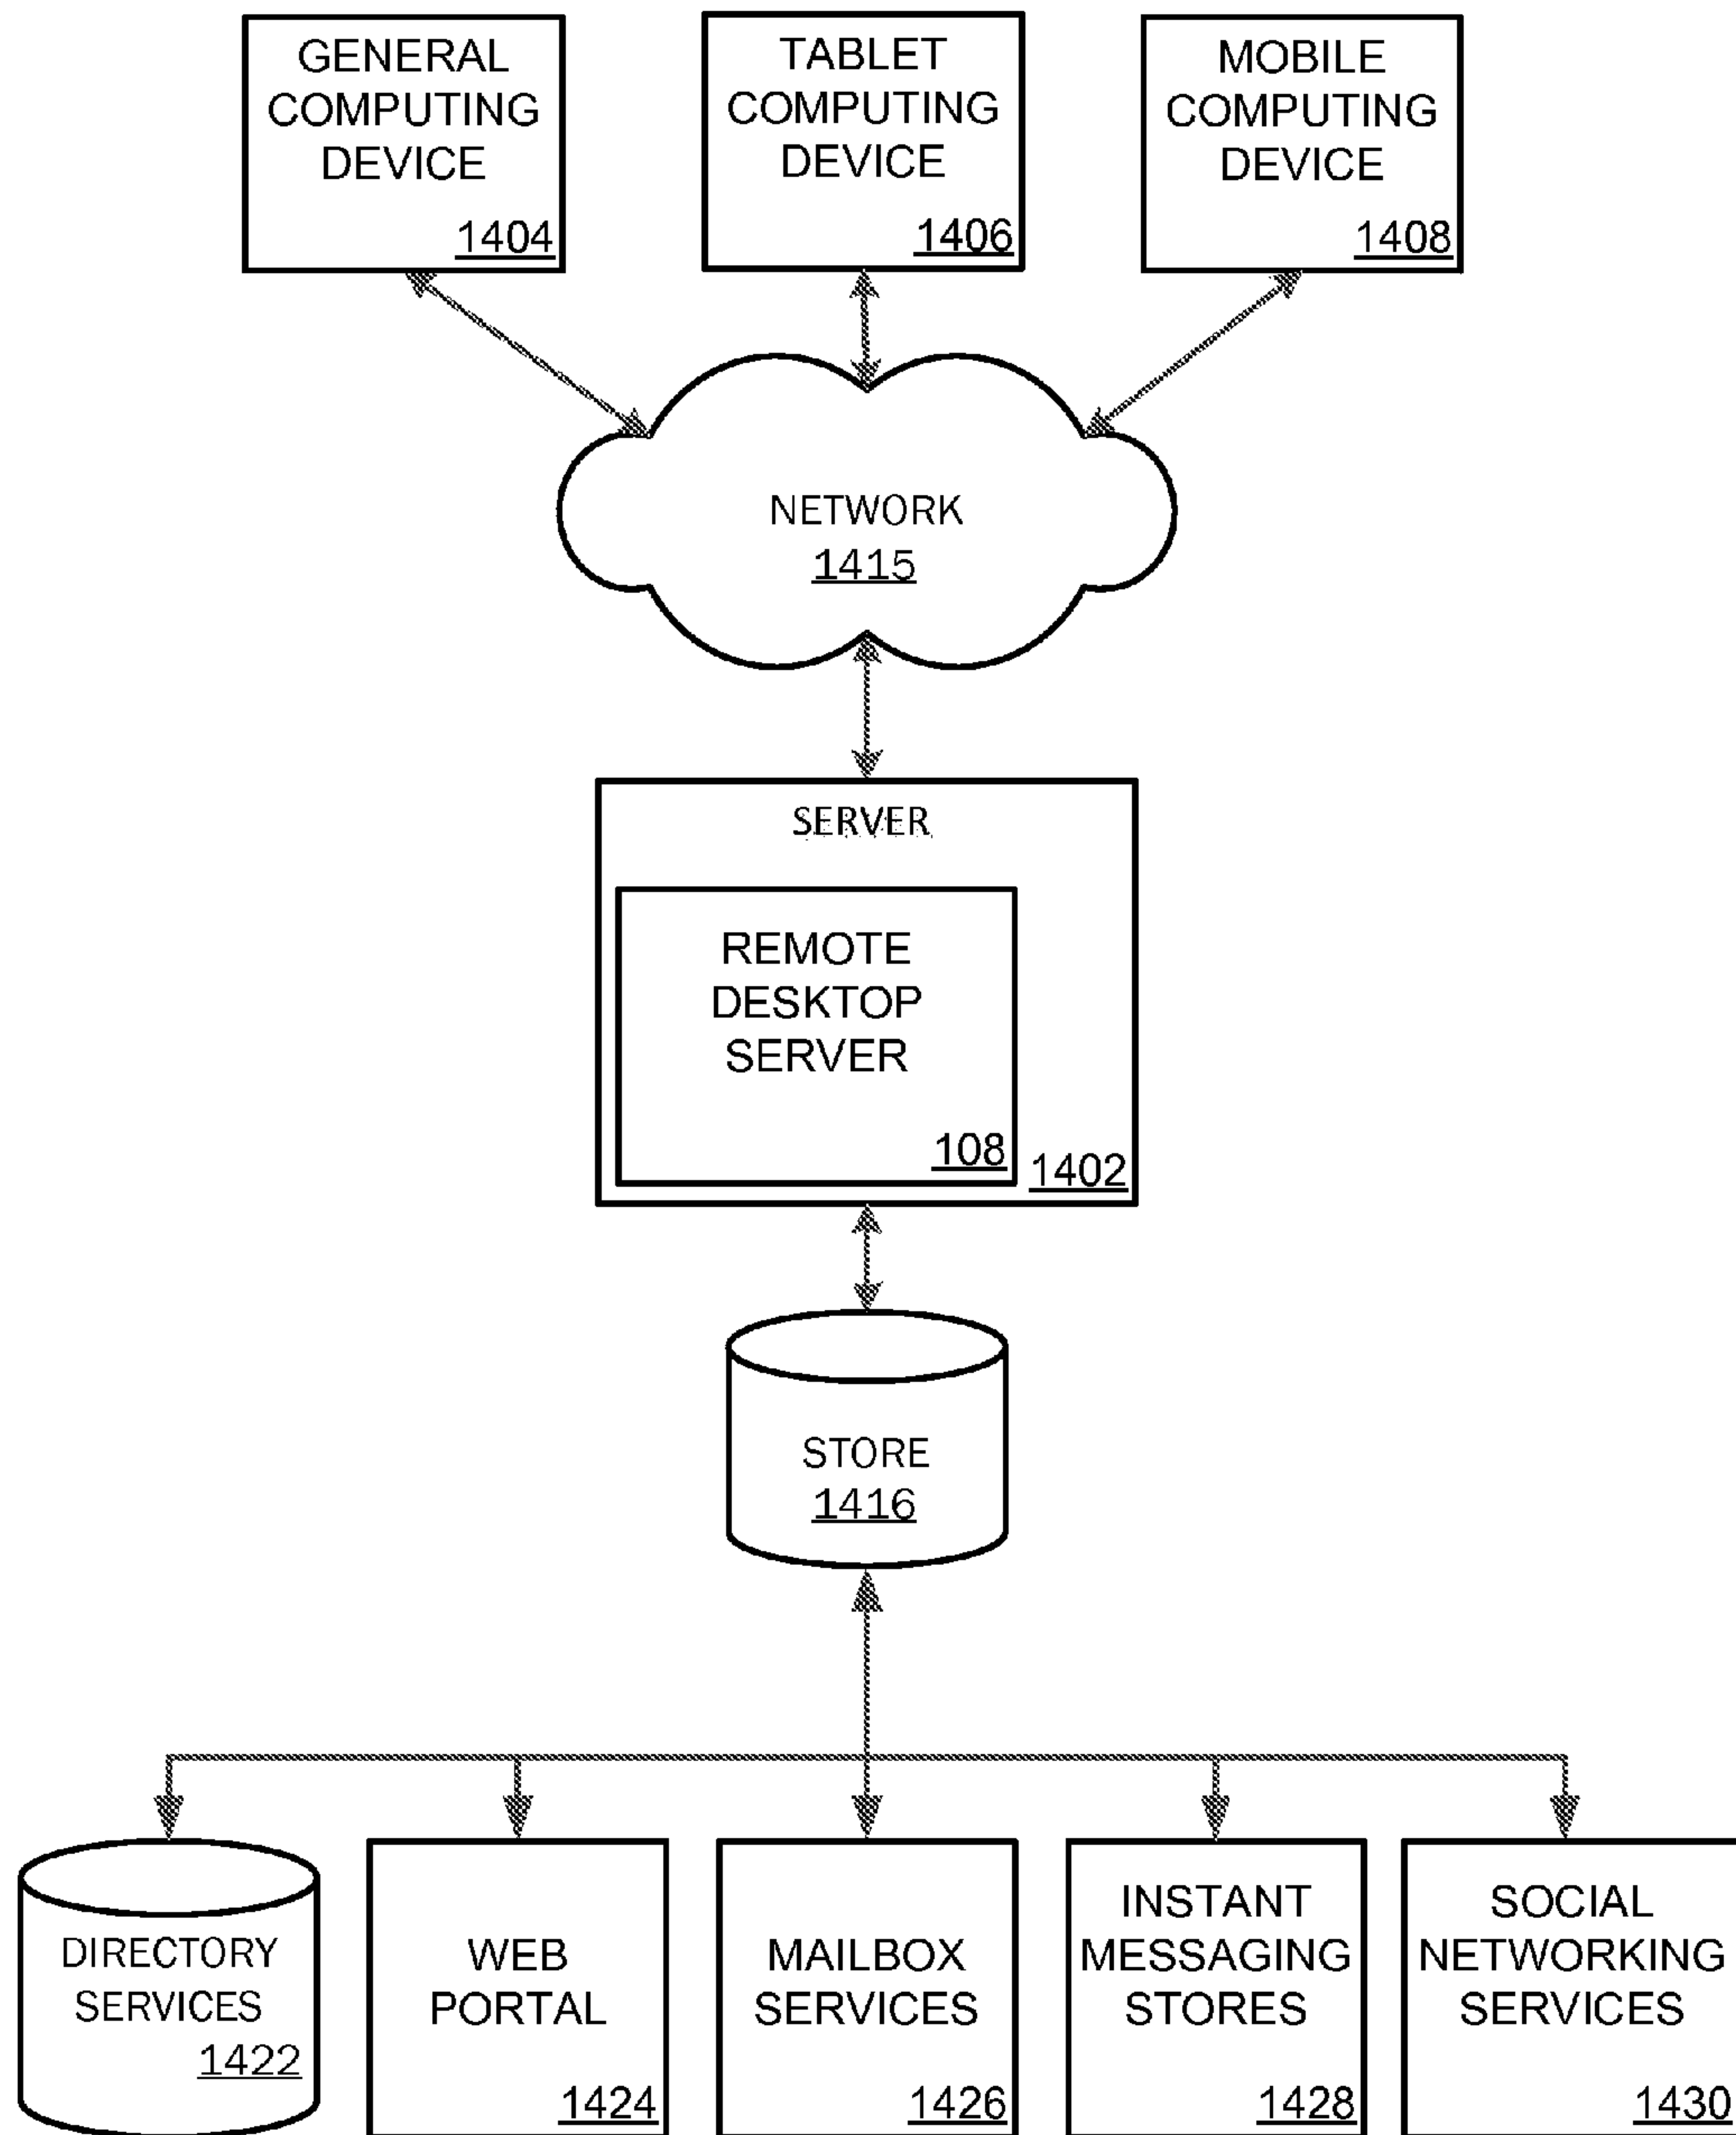 GENERAL
COMPUTING
DEVICE
1404
TABLET
COMPUTING
DEVICE
1406
MOBILE
COMPUTING
DEVICE
1408
NETWORK
1415
SERVER
REMOTE
DESKTOP
SERVER
108
1402
STORE
1416
DIRECTORY
SERVICES
1422
WEB
PORTAL
1424
MAILBOX
SERVICES
1426
INSTANT
MESSAGING
STORES
1428
SOCIAL
NETWORKING
SERVICES
1430